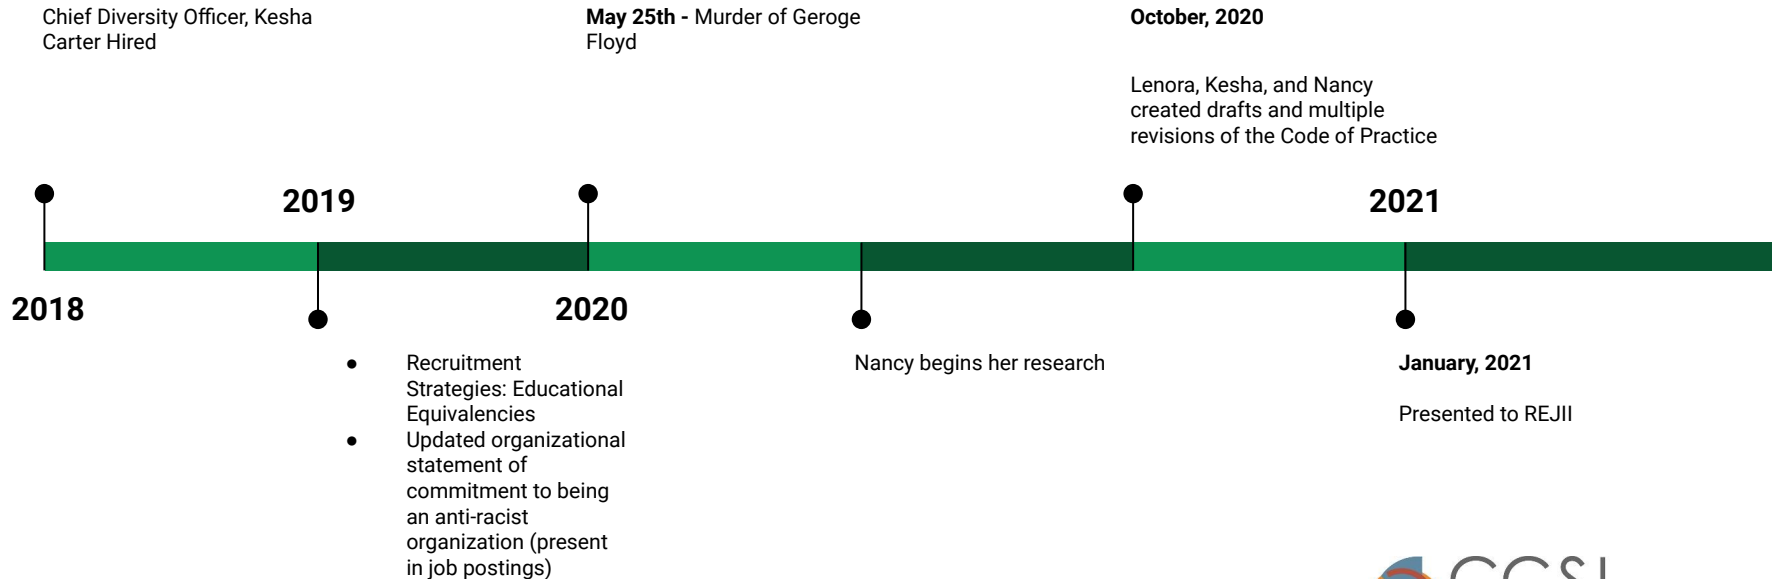 Chief Diversity Officer, Kesha
Carter Hired
May 25th - Murder of Geroge
Floyd
October, 2020
Lenora, Kesha, and Nancy
created drafts and multiple
revisions of the Code of Practice
2019
2021
2018
2020
● Recruitment
Strategies: Educational
Equivalencies
● Updated organizational
statement of
commitment to being
an anti-racist
organization (present
in job postings)
Nancy begins her research
January, 2021
Presented to REJII
CCSI